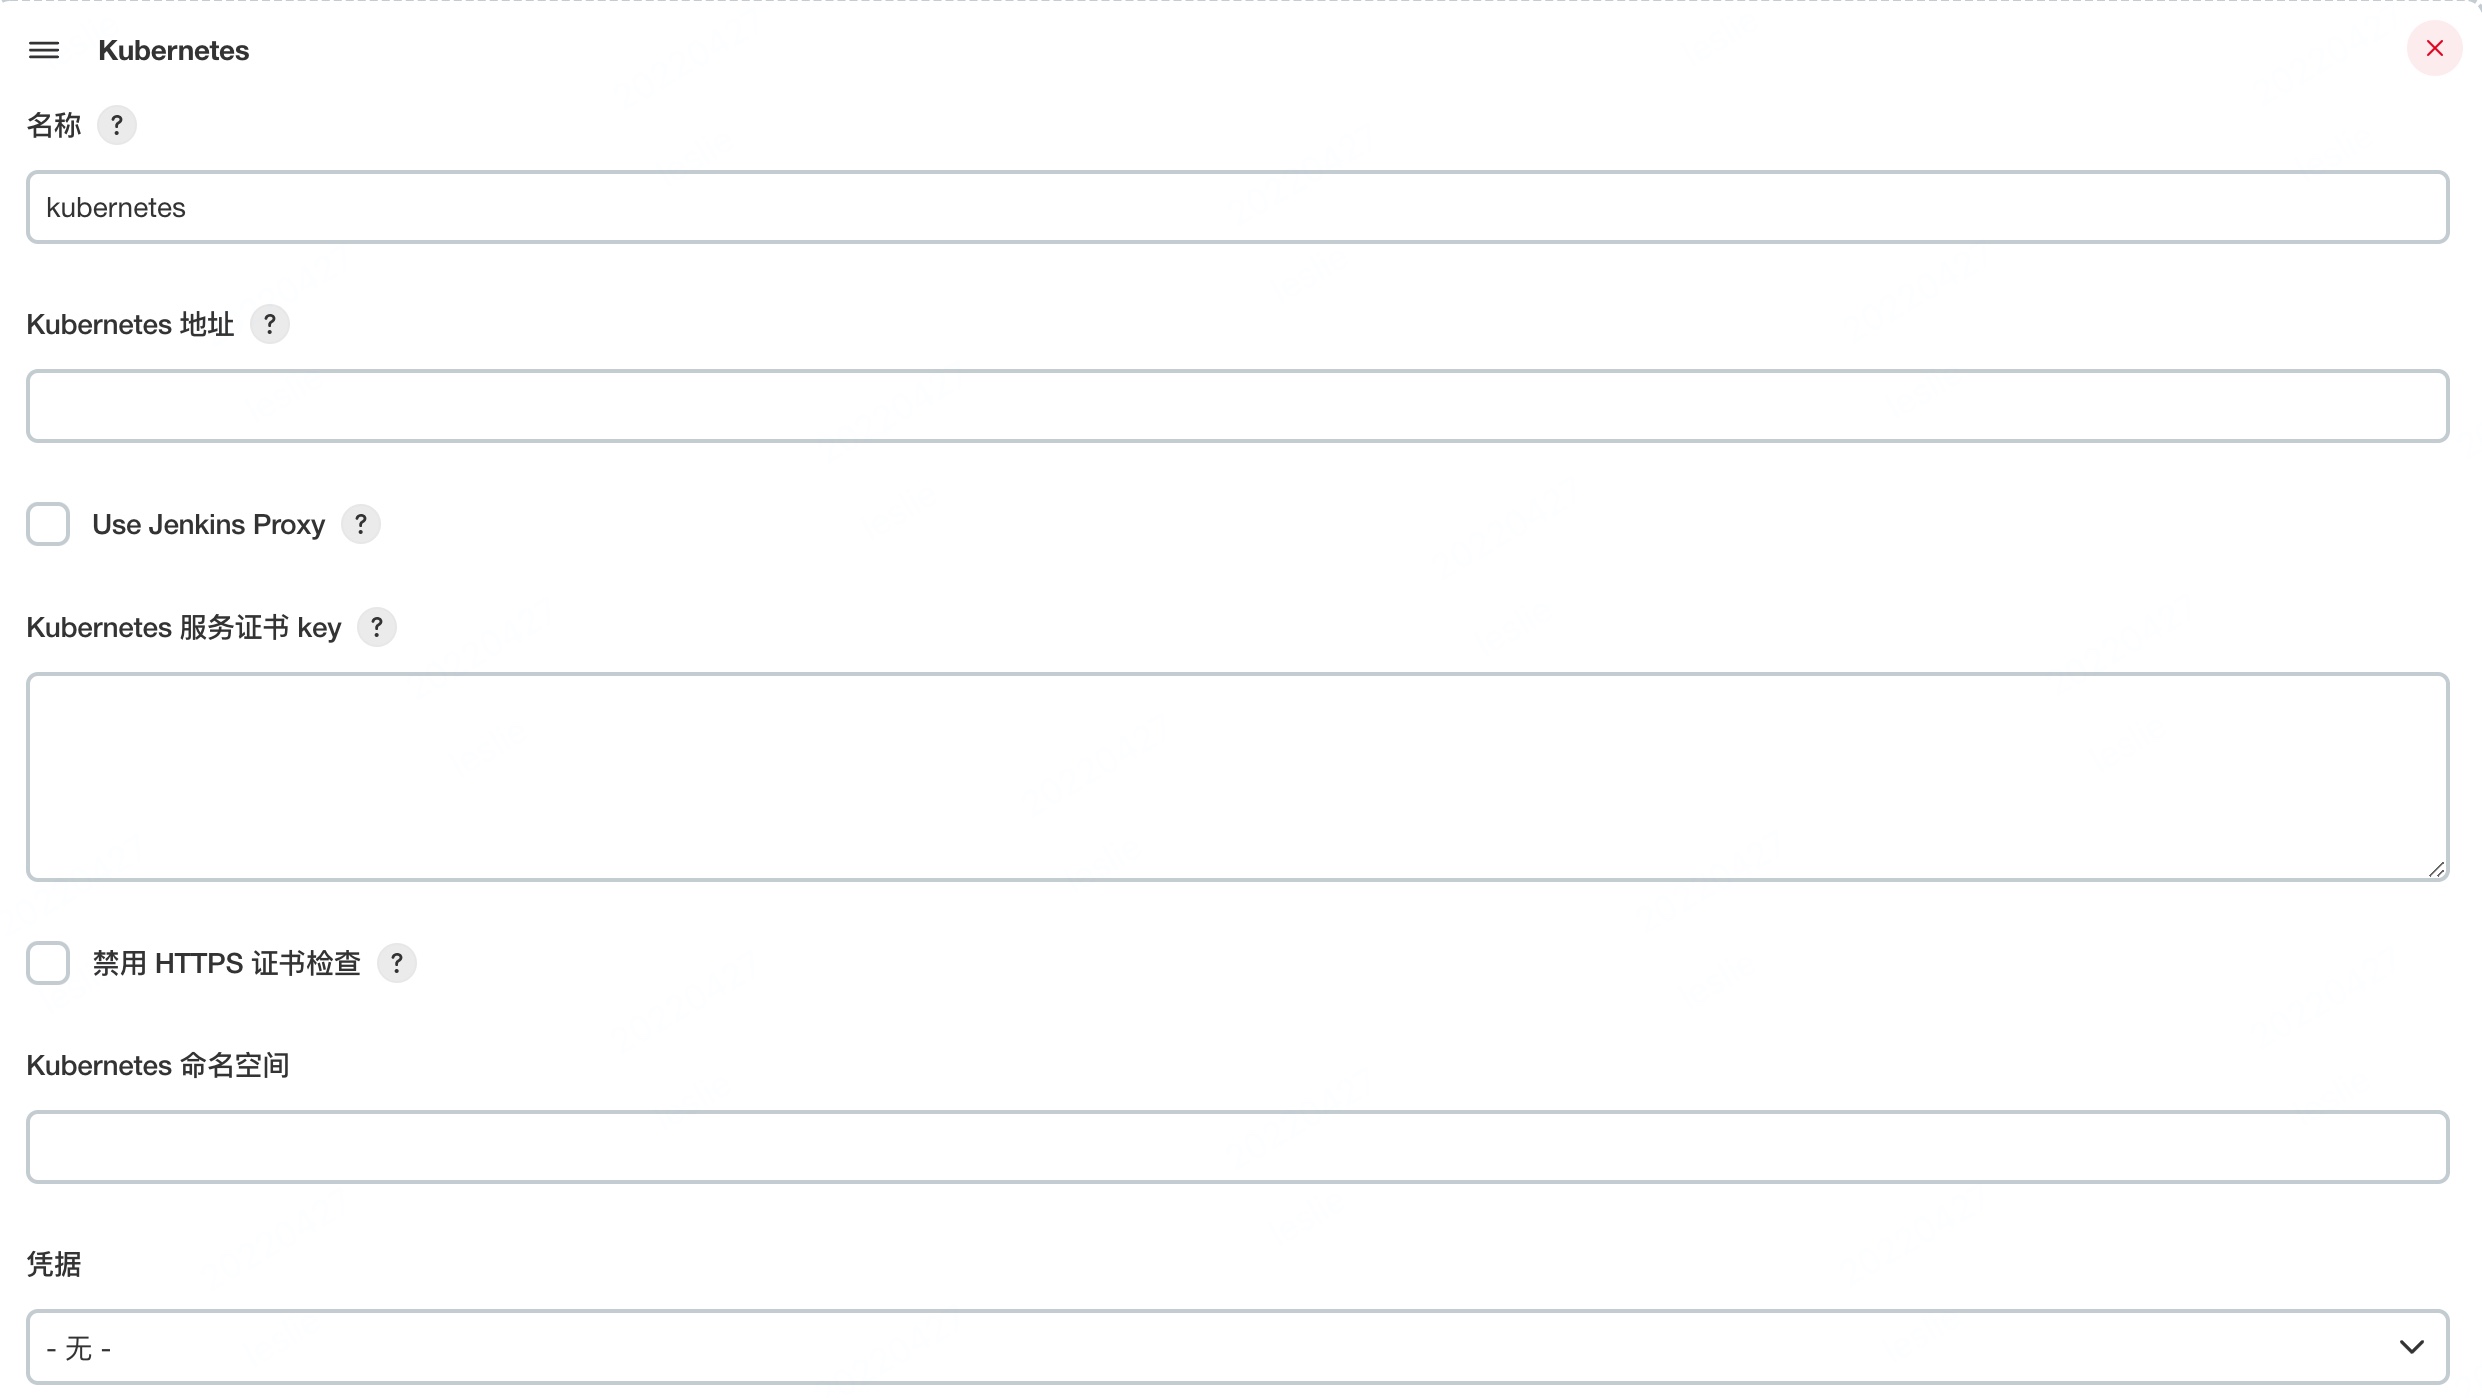 Kubernetes
名称 ?
kubernetes
Kubernetes 地址 ?
Use Jenkins Proxy ?
Kubernetes 服务证书 key ?
禁用 HTTPS 证书检查 ?
Kubernetes 命名空间
凭据
- 无 -